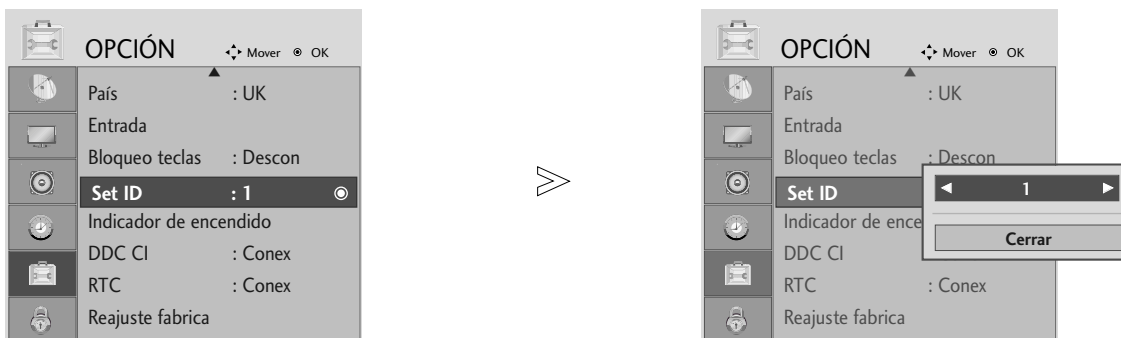 OPCIÓN Mover OK
País : UK
Entrada
Bloqueo teclas : Descon
Set ID : 1
Indicador de encendido
DDC CI : Conex
RTC : Conex
Reajuste fabrica
OPCIÓN Mover OK
País : UK
Entrada
Bloqueo teclas : Descon
Set ID
1
Indicador de ence
Cerrar
DDC CI
RTC : Conex
Reajuste fabrica